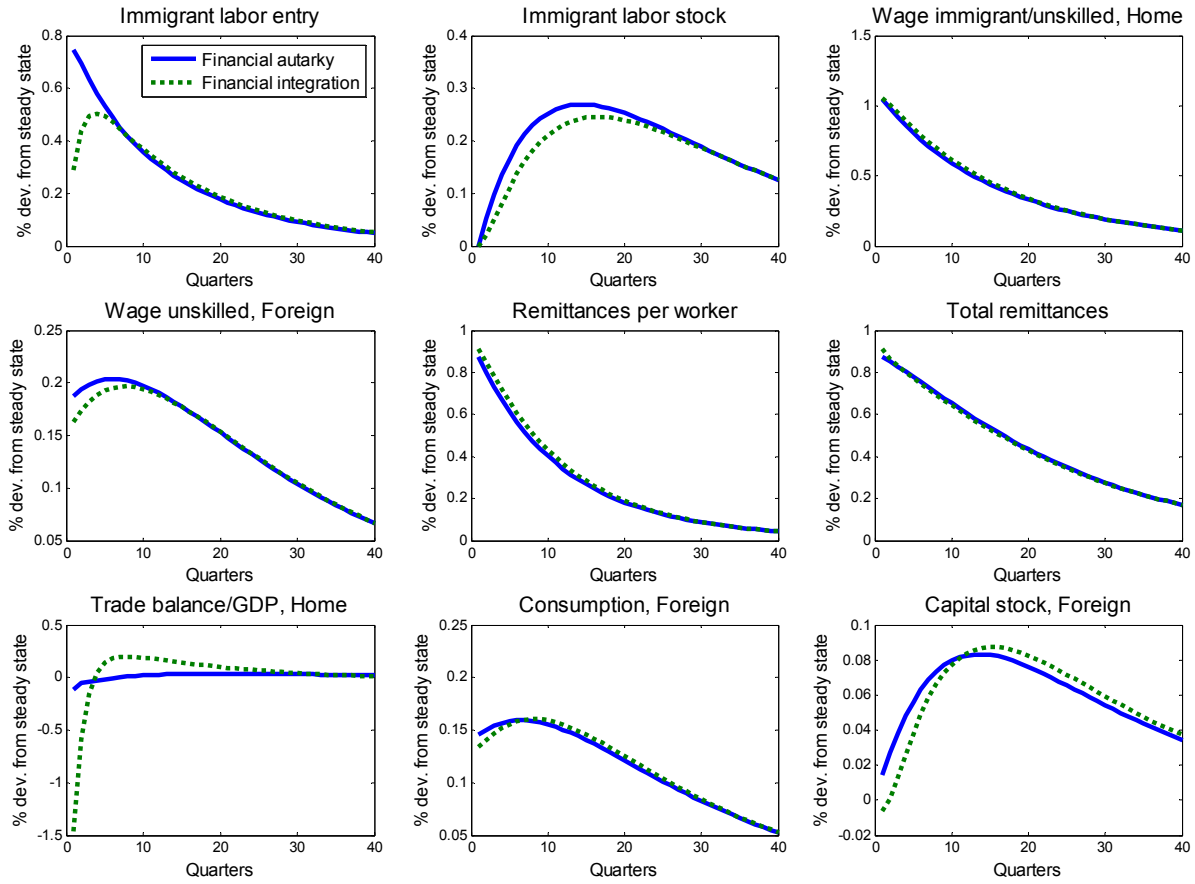 Immigrant labor entry
% dev. from steady state
0.8
0.6
0.4
0.2
0
0 10 20 30 40
Quarters
Financial autarky
Financial integration
Immigrant labor stock
% dev. from steady state
0.4
0.3
0.2
0.1
0
0 10 20 30 40
Quarters
Wage immigrant/unskilled, Home
% dev. from steady state
1.5
1
0.5
0
0 10 20 30 40
Quarters
Wage unskilled, Foreign
% dev. from steady state
0.25
0.2
0.15
0.1
0.05
0 10 20 30 40
Quarters
Remittances per worker
% dev. from steady state
1
0.8
0.6
0.4
0.2
0
0 10 20 30 40
Quarters
Total remittances
% dev. from steady state
1
0.8
0.6
0.4
0.2
0
0 10 20 30 40
Quarters
Trade balance/GDP, Home
% dev. from steady state
0.5
0
-0.5
-1
-1.5
0 10 20 30 40
Quarters
Consumption, Foreign
% dev. from steady state
0.2
0.15
0.1
0.05
0 10 20 30 40
Quarters
Capital stock, Foreign
% dev. from steady state
0.1
0.08
0.06
0.04
0.02
0
-0.02
0 10 20 30 40
Quarters